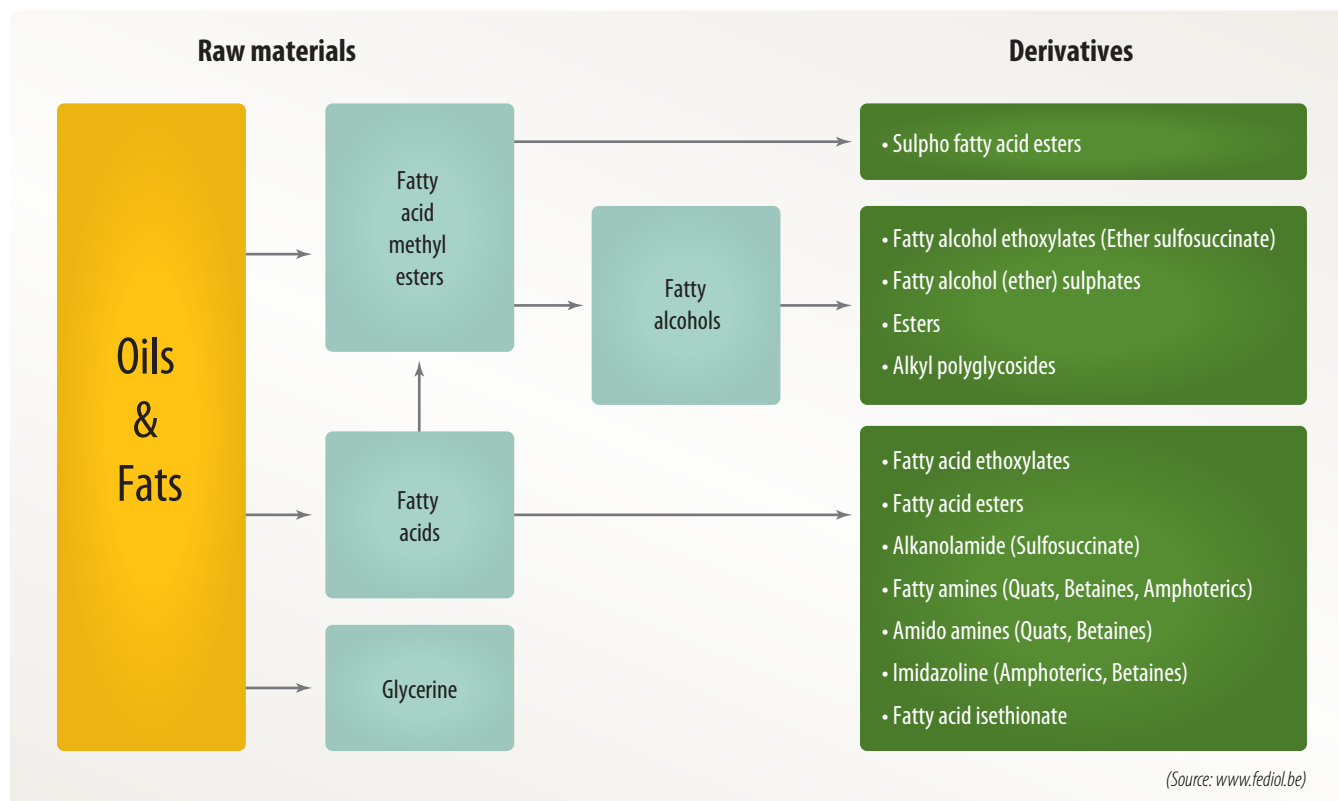 Raw materials
Derivatives
Oils
&
Fats
Fatty
acid
methyl
esters
Fatty
acids
Glycerine
Fatty
alcohols
• Sulpho fatty acid esters
• Fatty alcohol ethoxylates (Ether sulfosuccinate)
• Fatty alcohol (ether) sulphates
• Esters
• Alkyl polyglycosides
• Fatty acid ethoxylates
• Fatty acid esters
• Alkanolamide (Sulfosuccinate)
• Fatty amines (Quats, Betaines, Amphoterics)
• Amido amines (Quats, Betaines)
• Imidazoline (Amphoterics, Betaines)
• Fatty acid isethionate
(Source: www.fediol.be)